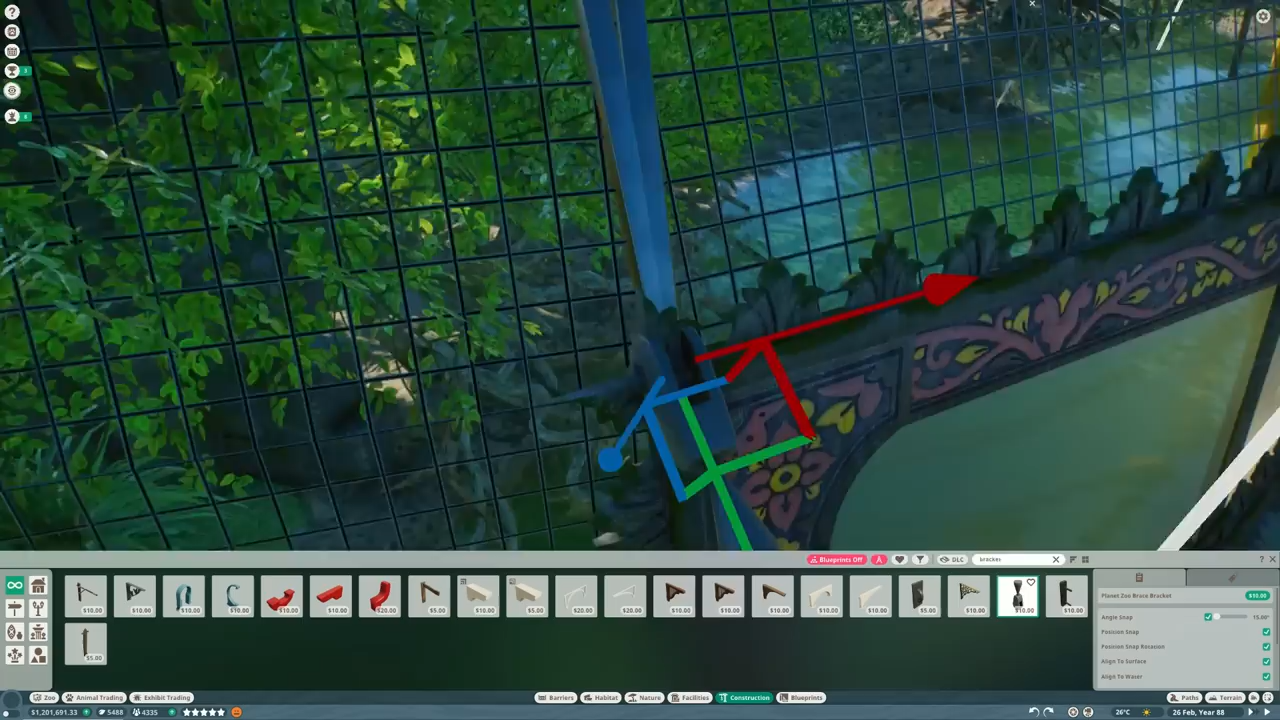 ?
3
6
Blueprints Off
DLC
bracket
? ×
$10.00 $10.00 $10.00 $10.00 $10.00 $10.00 $20.00 $5.00 $10.00 $5.00 $20.00 $20.00 $10.00 $10.00 $10.00 $10.00 $10.00 $5.00 $10.00 $10.00 $10.00
$5.00
Planet Zoo Brace Bracket $10.00
Angle Snap 15.00°
Position Snap
Position Snap Rotation
Align To Surface
Align To Water
Zoo Animal Trading Exhibit Trading Barriers Habitat Nature Facilities Construction Blueprints Paths Terrain
$1,201,691.33 5488 4335 26°C 26 Feb, Year 88